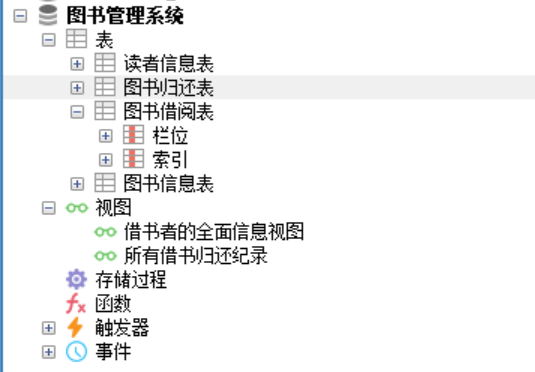 图书管理系统
表
读者信息表
图书归还表
图书借阅表
栏位
索引
图书信息表
视图
借书者的全面信息视图
所有借书归还纪录
存储过程
fx 函数
触发器
事件